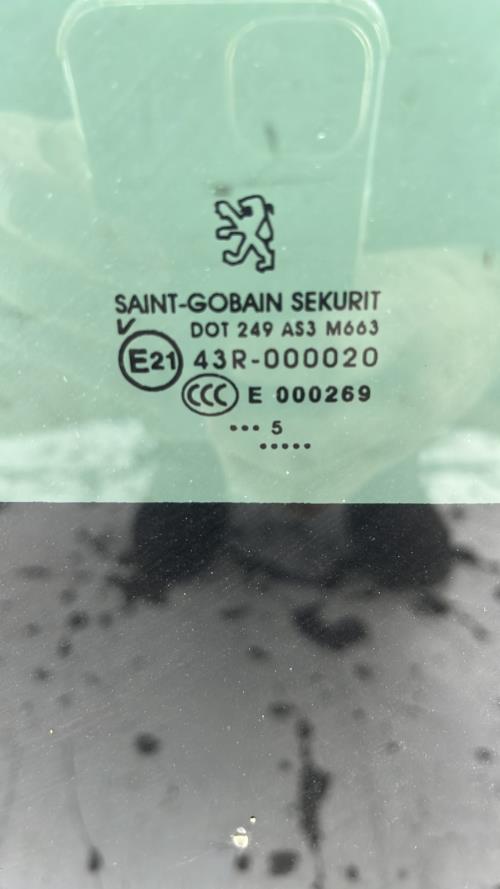 SAINT-GOBAIN SEKURIT
DOT 249 AS3 M663
E21 43R-000020
CCC E 000269
••• 5
•••••